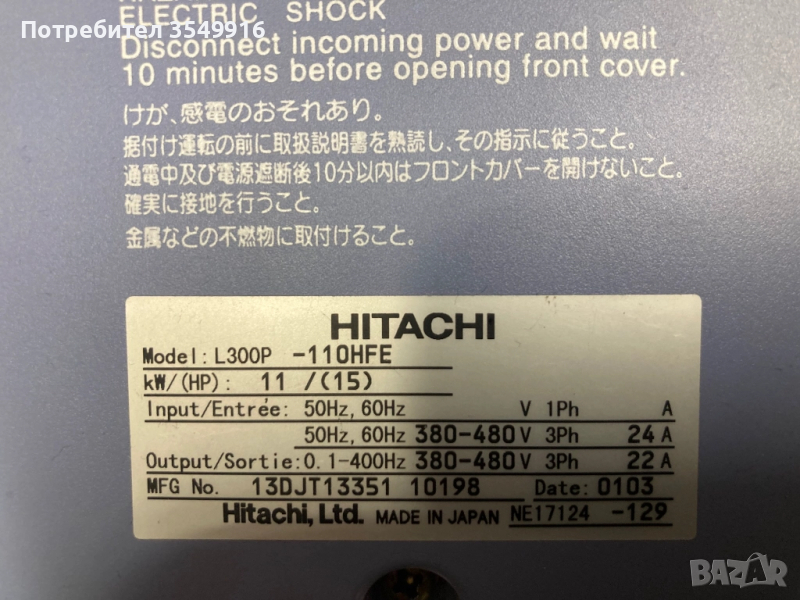 Потребител 3549916
ELECTRIC SHOCK
Disconnect incoming power and wait
10 minutes before opening front cover.
けが、感電のおそれあり。
据付け運転の前に取扱説明書を熟読し、その指示に従うこと。
通電中及び電源遮断後10分以内はフロントカバーを開けないこと。
確実に接地を行うこと。
金属などの不燃物に取付けること。
HITACHI
Model: L300P -110HFE
kW/(HP): 11 /(15)
Input/Entrée: 50Hz, 60Hz V 1Ph A
50Hz, 60Hz 380-480 V 3Ph 24 A
Output/Sortie: 0.1-400Hz 380-480 V 3Ph 22 A
MFG No. 13DJT13351 10198 Date: 0103
Hitachi, Ltd. MADE IN JAPAN NE17124 -129
BAZAR